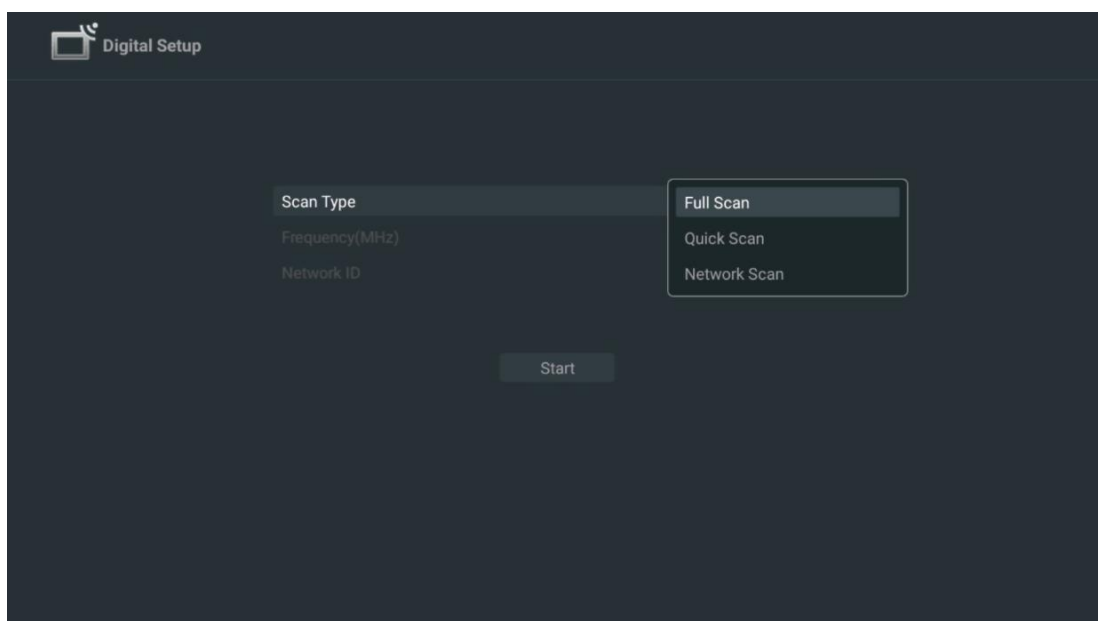 Digital Setup
Scan Type
Full Scan
Frequency(MHz)
Quick Scan
Network ID
Network Scan
Start